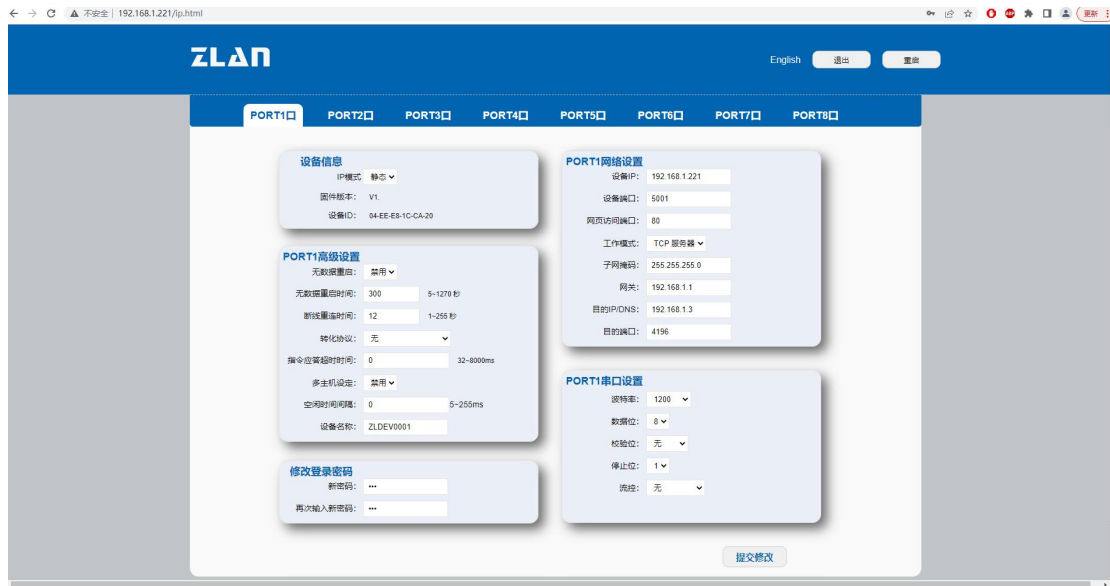 不安全 | 192.168.1.221/ip.html
更新
ZLAN
English 退出 重启
PORT1口 PORT2口 PORT3口 PORT4口 PORT5口 PORT6口 PORT7口 PORT8口
设备信息
IP模式 静态
固件版本： V1.
设备ID： 04-EE-E8-1C-CA-20
PORT1高级设置
无数据重启： 禁用
无数据重启时间： 300 5~1270 秒
断线重连时间： 12 1~255 秒
转化协议： 无
指令应答超时时间： 0 32~8000ms
多主机设定： 禁用
空闲时间间隔： 0 5~255ms
设备名称： ZLDEV0001
修改登录密码
新密码： •••
再次输入新密码： •••
PORT1网络设置
设备IP： 192.168.1.221
设备端口： 5001
网页访问端口： 80
工作模式： TCP 服务器
子网掩码： 255.255.255.0
网关： 192.168.1.1
目的IP/DNS： 192.168.1.3
目的端口： 4196
PORT1串口设置
波特率： 1200
数据位： 8
校验位： 无
停止位： 1
流控： 无
提交修改